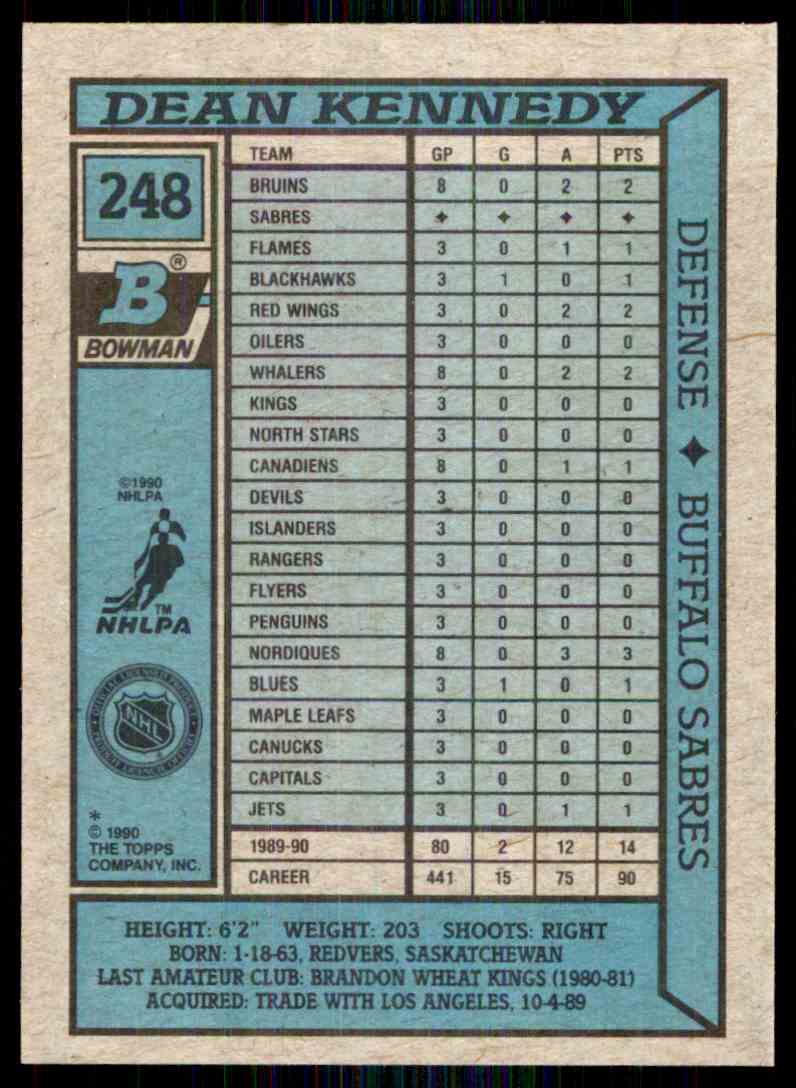 DEAN KENNEDY
248
B®
BOWMAN
©1990
NHLPA
TM
NHLPA
NHL
*
© 1990
THE TOPPS
COMPANY, INC.
TEAM GP G A PTS
BRUINS 8 0 2 2
SABRES ✦ ✦ ✦ ✦
FLAMES 3 0 1 1
BLACKHAWKS 3 1 0 1
RED WINGS 3 0 2 2
OILERS 3 0 0 0
WHALERS 8 0 2 2
KINGS 3 0 0 0
NORTH STARS 3 0 0 0
CANADIENS 8 0 1 1
DEVILS 3 0 0 0
ISLANDERS 3 0 0 0
RANGERS 3 0 0 0
FLYERS 3 0 0 0
PENGUINS 3 0 0 0
NORDIQUES 8 0 3 3
BLUES 3 1 0 1
MAPLE LEAFS 3 0 0 0
CANUCKS 3 0 0 0
CAPITALS 3 0 0 0
JETS 3 0 1 1
1989-90 80 2 12 14
CAREER 441 15 75 90
DEFENSE ✦ BUFFALO SABRES
HEIGHT: 6'2" WEIGHT: 203 SHOOTS: RIGHT
BORN: 1-18-63, REDVERS, SASKATCHEWAN
LAST AMATEUR CLUB: BRANDON WHEAT KINGS (1980-81)
ACQUIRED: TRADE WITH LOS ANGELES, 10-4-89